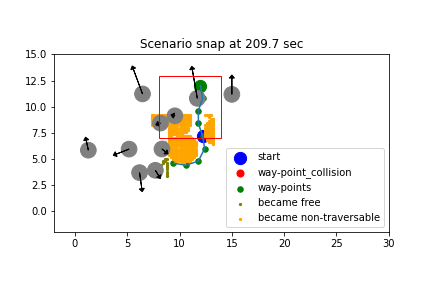 Scenario snap at 209.7 sec
15.0
12.5
10.0
7.5
5.0
2.5
0.0
0
5
10
15
20
25
30
start
way-point_collision
way-points
became free
became non-traversable